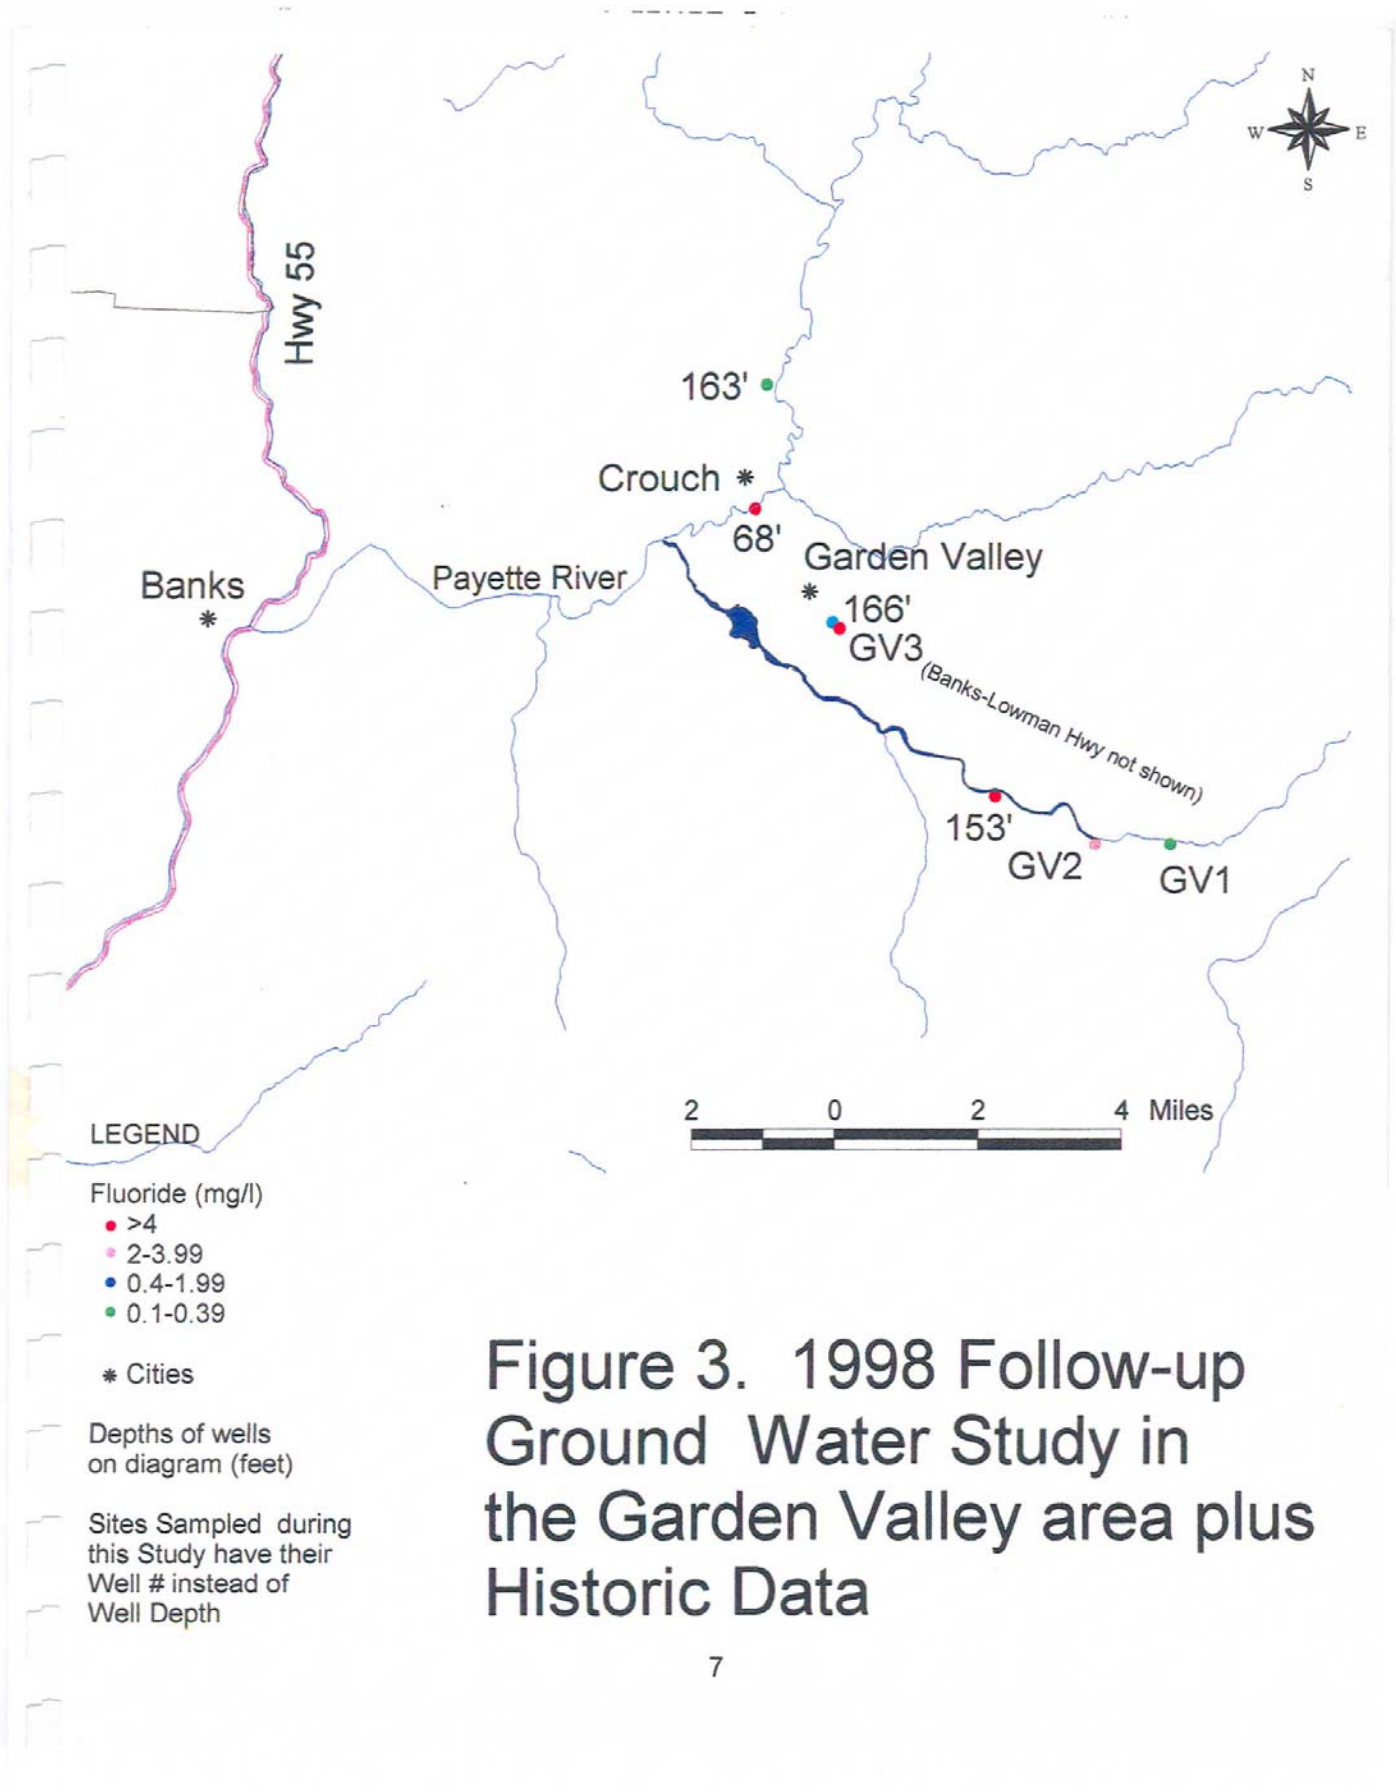 N
W E
S
Hwy 55
163'
Crouch
68'
Garden Valley
Banks
Payette River
166'
GV3
(Banks-Lowman Hwy not shown)
153'
GV2
GV1
2 0 2 4 Miles
LEGEND
Fluoride (mg/l)
>4
2-3.99
0.4-1.99
0.1-0.39
Cities
Depths of wells
on diagram (feet)
Sites Sampled during
this Study have their
Well # instead of
Well Depth
Figure 3. 1998 Follow-up
Ground Water Study in
the Garden Valley area plus
Historic Data
7